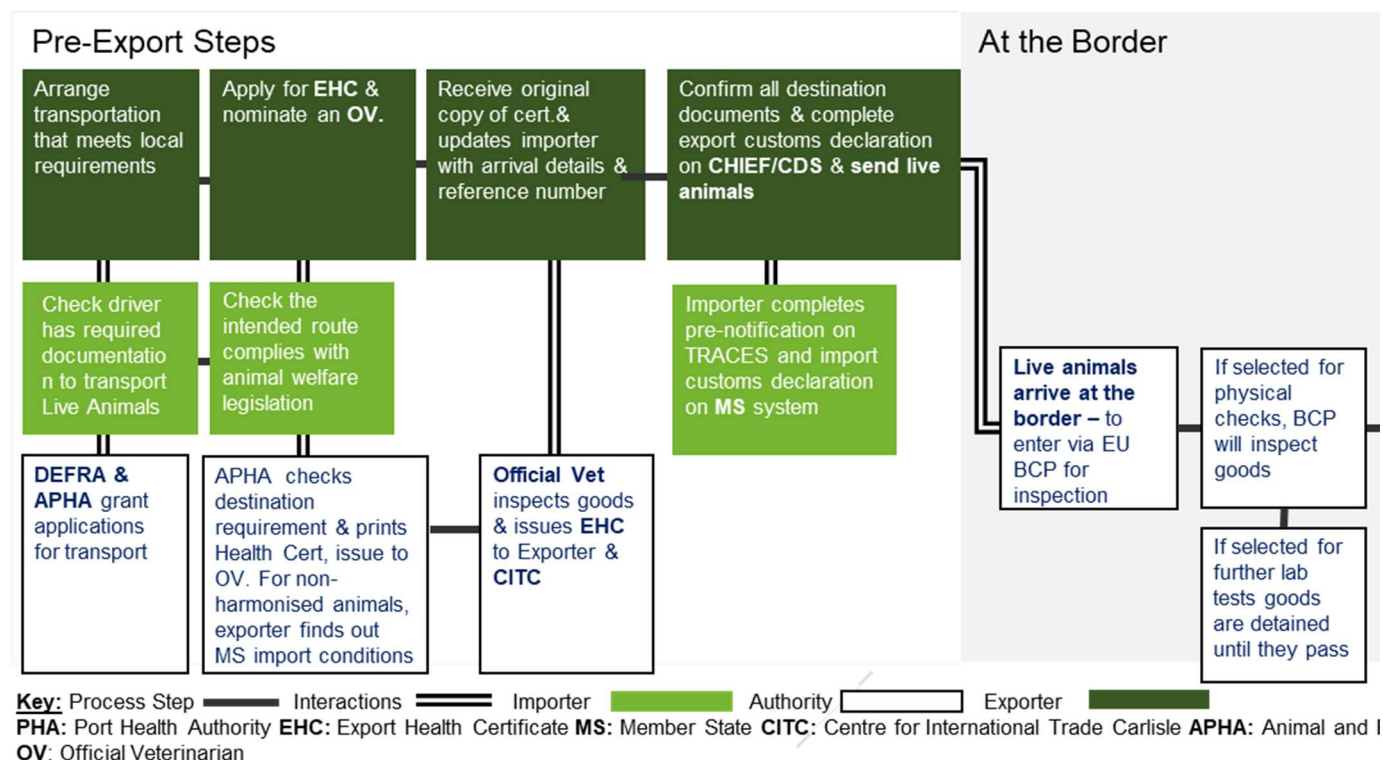 Pre-Export Steps
At the Border
Arrange
transportation
that meets local
requirements
Apply for EHC &
nominate an OV.
Receive original
copy of cert.&
updates importer
with arrival details &
reference number
Confirm all destination
documents & complete
export customs declaration
on CHIEF/CDS & send live
animals
Check driver
has required
documentatio
n to transport
Live Animals
Check the
intended route
complies with
animal welfare
legislation
Importer completes
pre-notification on
TRACES and import
customs declaration
on MS system
DEFRA &
APHA grant
applications
for transport
APHA checks
destination
requirement & prints
Health Cert, issue to
OV. For non-
harmonised animals,
exporter finds out
MS import conditions
Official Vet
inspects goods
& issues EHC
to Exporter &
CITC
Live animals
arrive at the
border – to
enter via EU
BCP for
inspection
If selected for
physical
checks, BCP
will inspect
goods
If selected for
further lab
tests goods
are detained
until they pass
Key: Process Step Interactions Importer Authority Exporter
PHA: Port Health Authority EHC: Export Health Certificate MS: Member State CITC: Centre for International Trade Carlisle APHA: Animal and
OV: Official Veterinarian